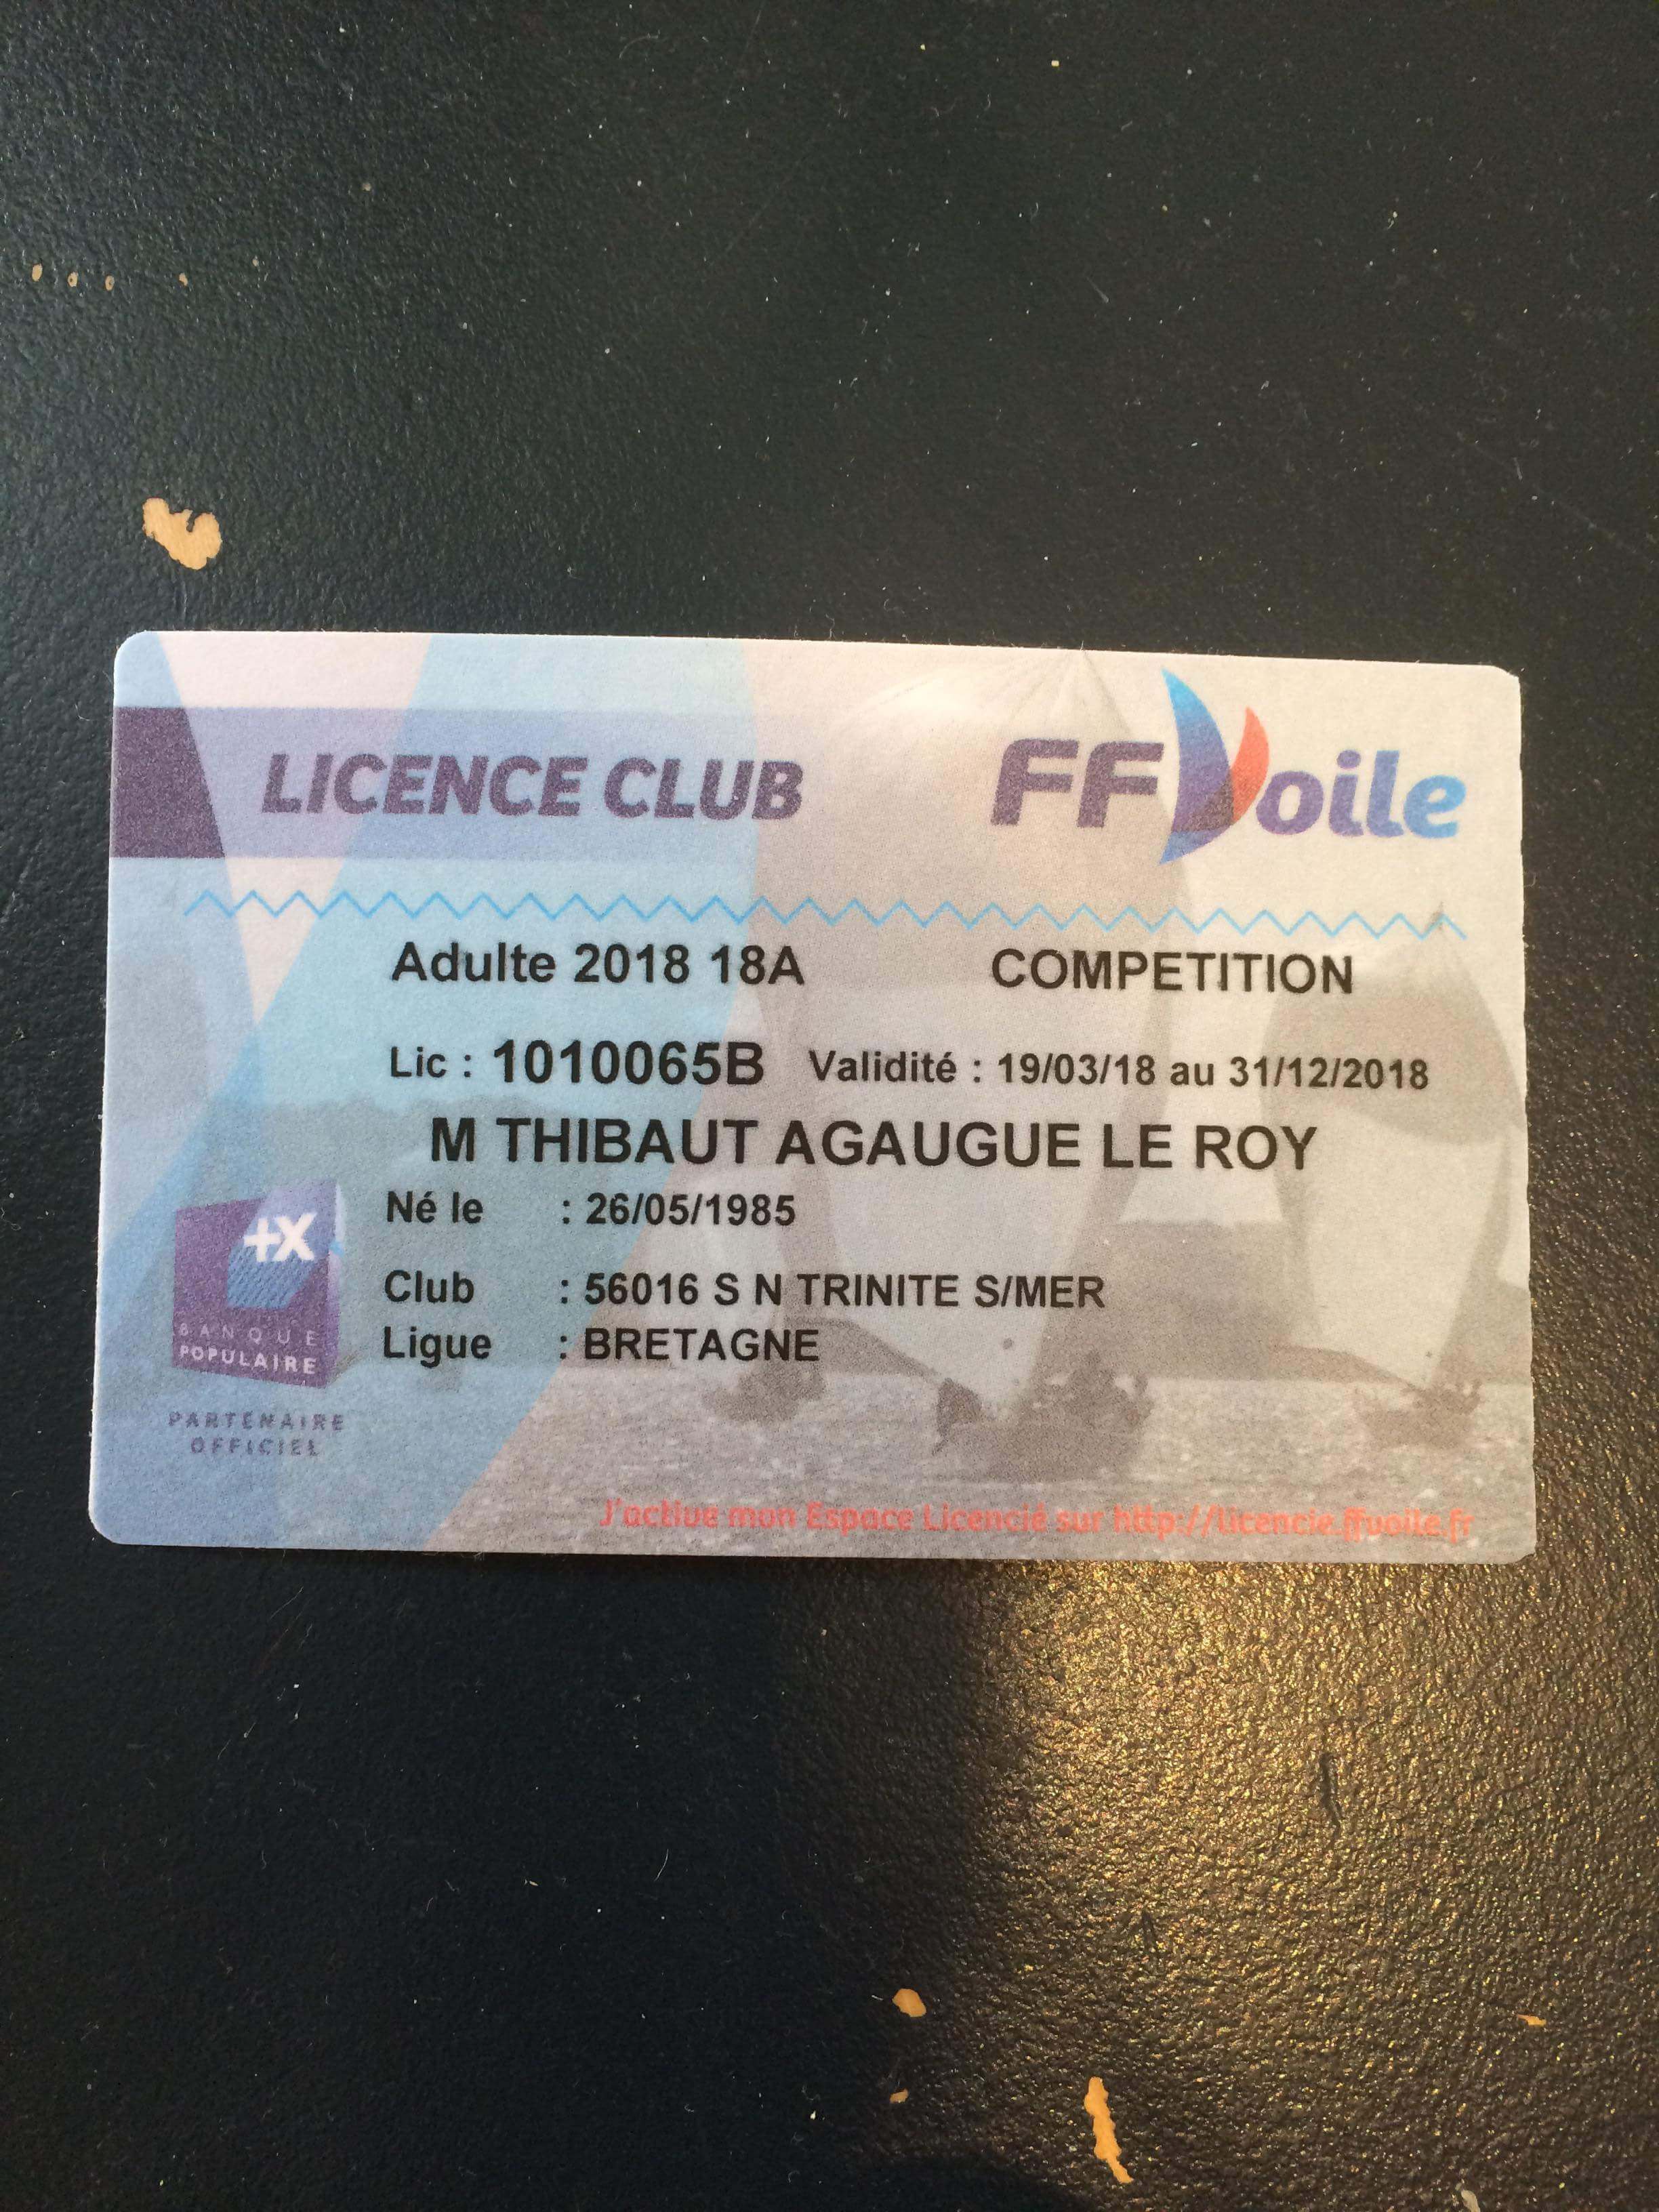 LICENCE CLUB
FFVoile
Adulte 2018 18A COMPETITION
Lic : 1010065B Validité : 19/03/18 au 31/12/2018
M THIBAUT AGAUGUE LE ROY
Né le : 26/05/1985
+X
Club : 56016 S N TRINITE S/MER
BANQUE
POPULAIRE
Ligue : BRETAGNE
PARTENAIRE
OFFICIEL
J'active mon Espace Licencié sur http://licencie.ffvoile.fr